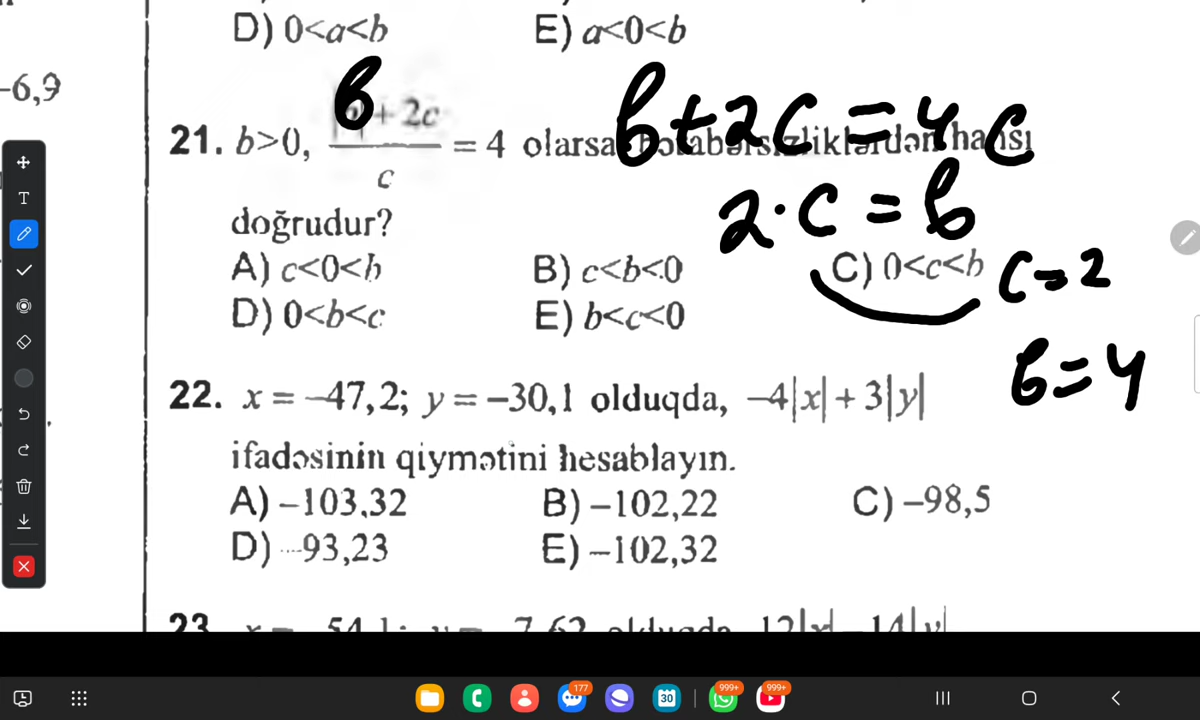 D) 0<a<b E) a<0<b
–6,9
b + 2c
b+2c=4c
21. b>0, = 4 olarsa
c
2·c=b
doğrudur?
A) c<0<b B) c<b<0 C) 0<c<b
c=2
D) 0<b<c E) b<c<0
b=4
22. x = –47,2; y = –30,1 olduqda, –4|x| + 3|y|
ifadəsinin qiymətini hesablayın.
A) –103,32 B) –102,22 C) –98,5
D) –93,23 E) –102,32
23
T
177
30
999+
999+